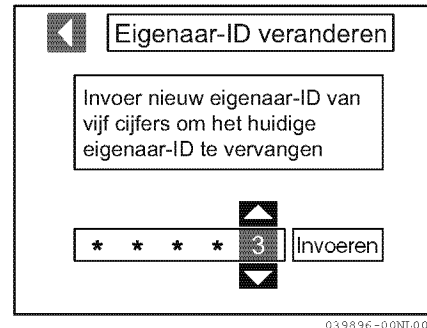 Eigenaar-ID veranderen
Invoer nieuw eigenaar-ID van
vijf cijfers om het huidige
eigenaar-ID te vervangen
* * * * 3 Invoeren
039896-00NL00